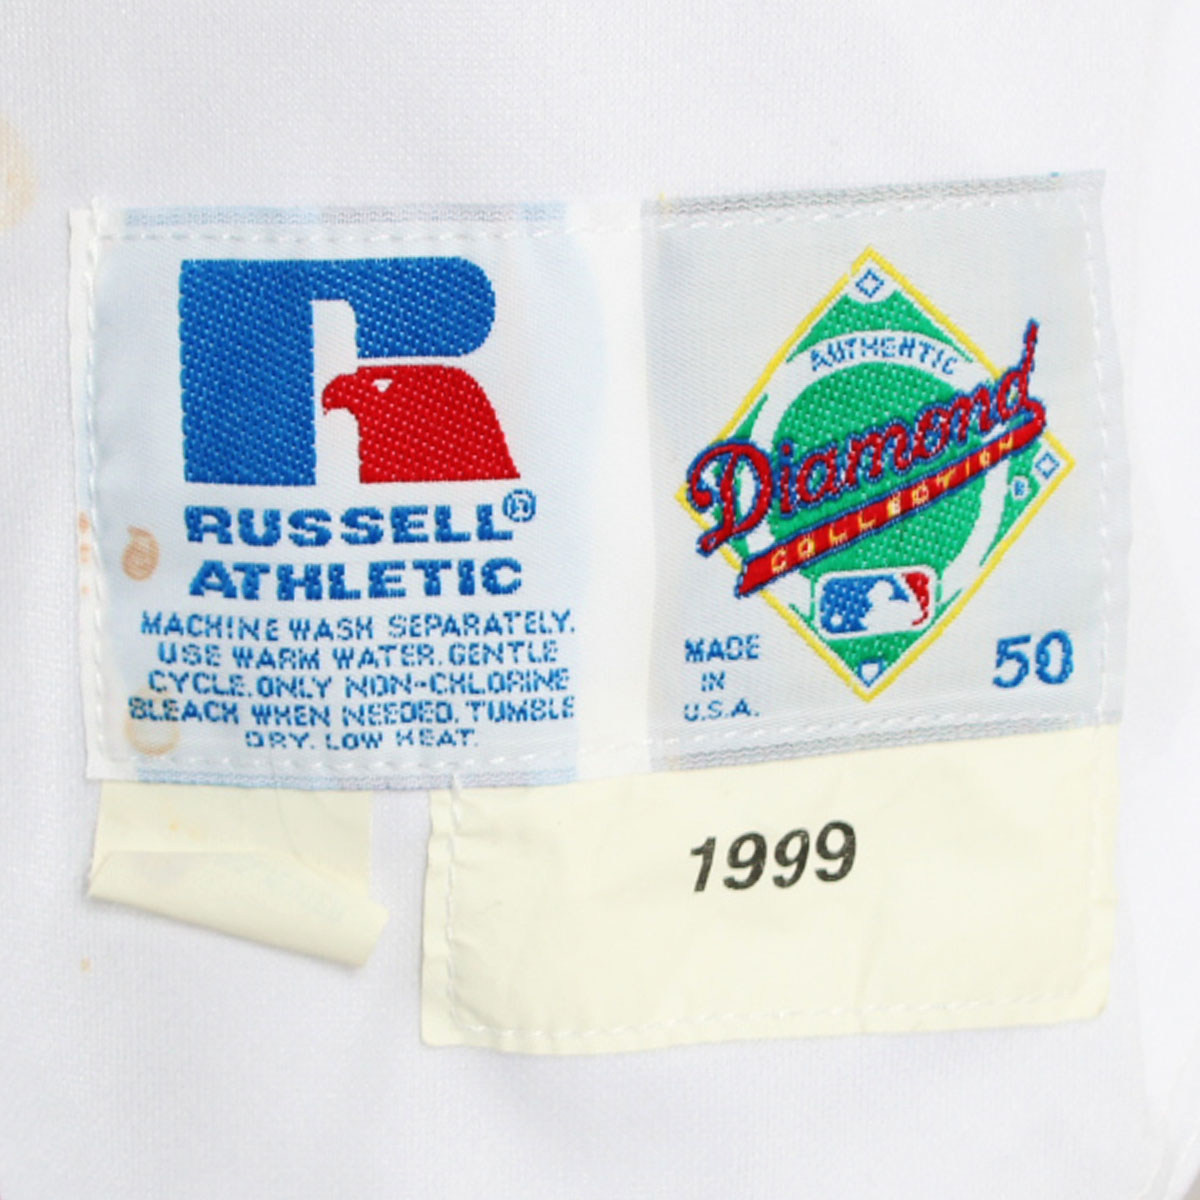 RUSSELL®
ATHLETIC
MACHINE WASH SEPARATELY.
USE WARM WATER. GENTLE
CYCLE. ONLY NON-CHLORINE
BLEACH WHEN NEEDED. TUMBLE
DRY. LOW HEAT.
AUTHENTIC
Diamond
COLLECTION
MADE
IN
U.S.A.
50
1999